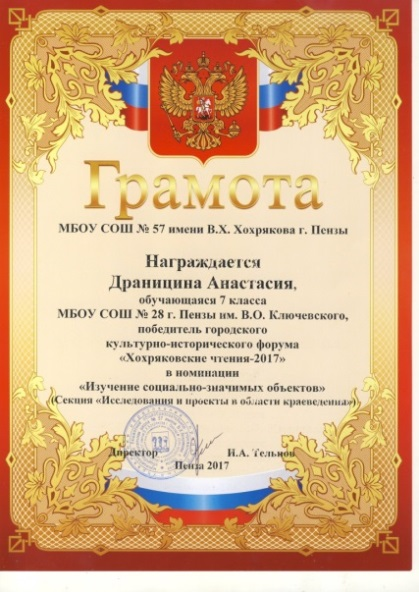 Грамота
МБОУ СОШ № 57 имени В.Х. Хохрякова г. Пензы
Награждается
Драницина Анастасия,
обучающаяся 7 класса
МБОУ СОШ № 28 г. Пензы им. В.О. Ключевского,
победитель городского
культурно-исторического форума
«Хохряковские чтения-2017»
в номинации
«Изучение социально-значимых объектов»
(Секция «Исследования и проекты в области краеведения»)
Директор Н.А. Тельнов
Пенза 2017